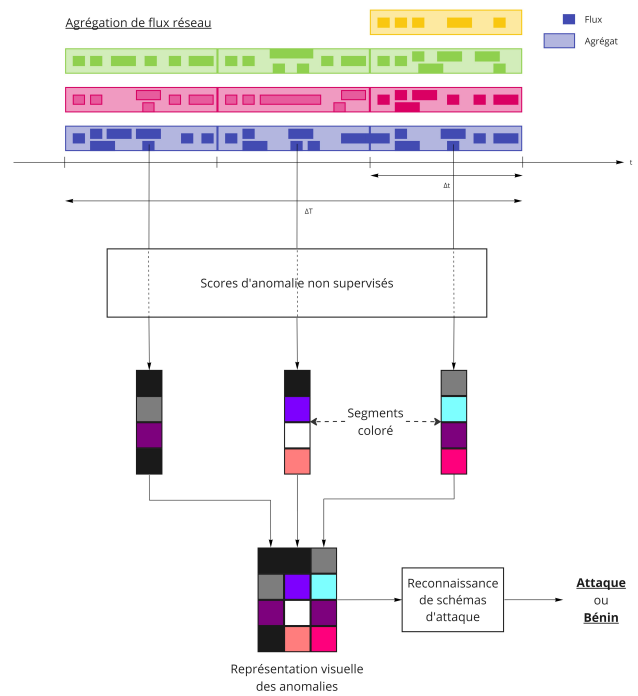 Agrégation de flux réseau
Flux
Agrégat
t
Δt
ΔT
Scores d'anomalie non supervisés
Segments
coloré
Reconnaissance
de schémas
d'attaque
Attaque
ou
Bénin
Représentation visuelle
des anomalies